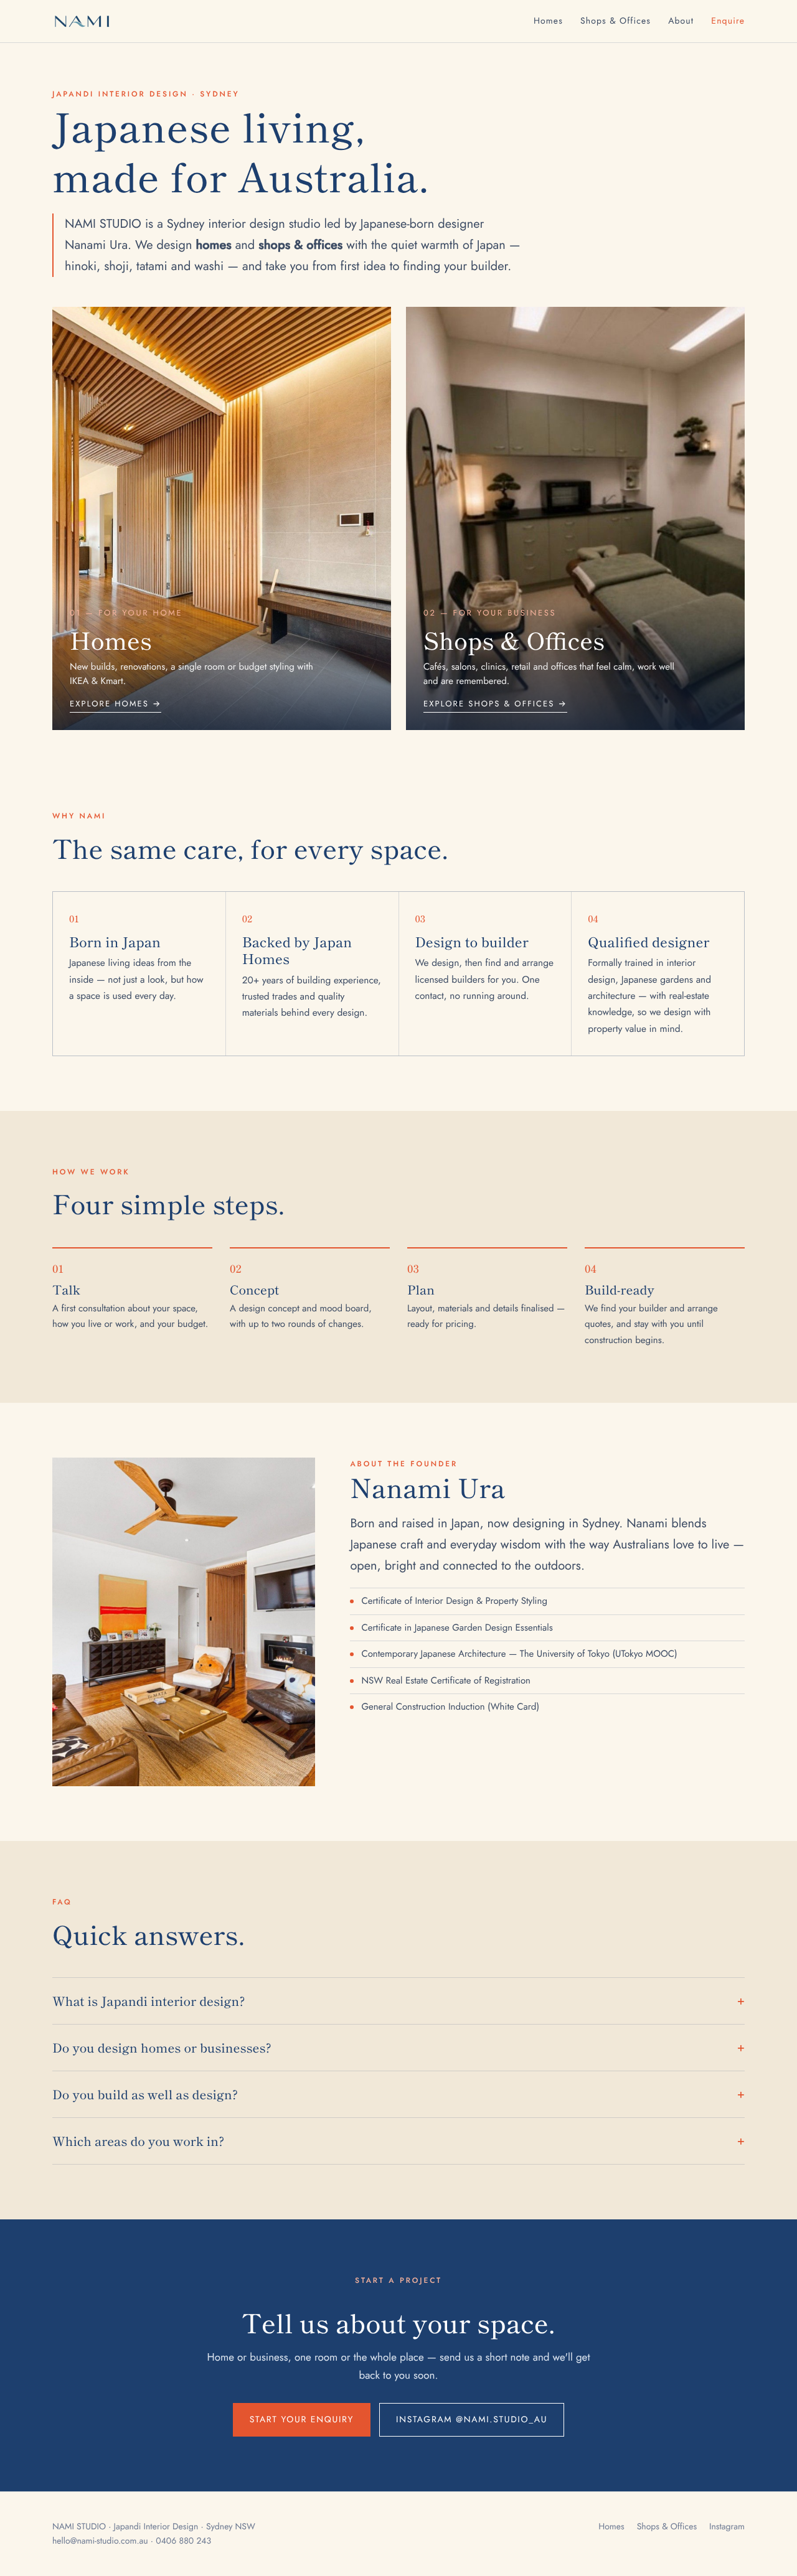 NAMI
Homes
Shops & Offices
About
Enquire
JAPANDI INTERIOR DESIGN · SYDNEY
Japanese living,
made for Australia.
NAMI STUDIO is a Sydney interior design studio led by Japanese-born designer
Nanami Ura. We design homes and shops & offices with the quiet warmth of Japan —
hinoki, shoji, tatami and washi — and take you from first idea to finding your builder.
01 — FOR YOUR HOME
Homes
New builds, renovations, a single room or budget styling with
IKEA & Kmart.
EXPLORE HOMES →
02 — FOR YOUR BUSINESS
Shops & Offices
Cafés, salons, clinics, retail and offices that feel calm, work well
and are remembered.
EXPLORE SHOPS & OFFICES →
WHY NAMI
The same care, for every space.
01
Born in Japan
Japanese living ideas from the
inside — not just a look, but how
a space is used every day.
02
Backed by Japan
Homes
20+ years of building experience,
trusted trades and quality
materials behind every design.
03
Design to builder
We design, then find and arrange
licensed builders for you. One
contact, no running around.
04
Qualified designer
Formally trained in interior
design, Japanese gardens and
architecture — with real-estate
knowledge, so we design with
property value in mind.
HOW WE WORK
Four simple steps.
01
Talk
A first consultation about your space,
how you live or work, and your budget.
02
Concept
A design concept and mood board,
with up to two rounds of changes.
03
Plan
Layout, materials and details finalised —
ready for pricing.
04
Build-ready
We find your builder and arrange
quotes, and stay with you until
construction begins.
ABOUT THE FOUNDER
Nanami Ura
Born and raised in Japan, now designing in Sydney. Nanami blends
Japanese craft and everyday wisdom with the way Australians love to live —
open, bright and connected to the outdoors.
Certificate of Interior Design & Property Styling
Certificate in Japanese Garden Design Essentials
Contemporary Japanese Architecture — The University of Tokyo (UTokyo MOOC)
NSW Real Estate Certificate of Registration
General Construction Induction (White Card)
FAQ
Quick answers.
What is Japandi interior design? +
Do you design homes or businesses? +
Do you build as well as design? +
Which areas do you work in? +
START A PROJECT
Tell us about your space.
Home or business, one room or the whole place — send us a short note and we'll get
back to you soon.
START YOUR ENQUIRY
INSTAGRAM @NAMI.STUDIO_AU
NAMI STUDIO · Japandi Interior Design · Sydney NSW
hello@nami-studio.com.au · 0406 880 243
Homes
Shops & Offices
Instagram